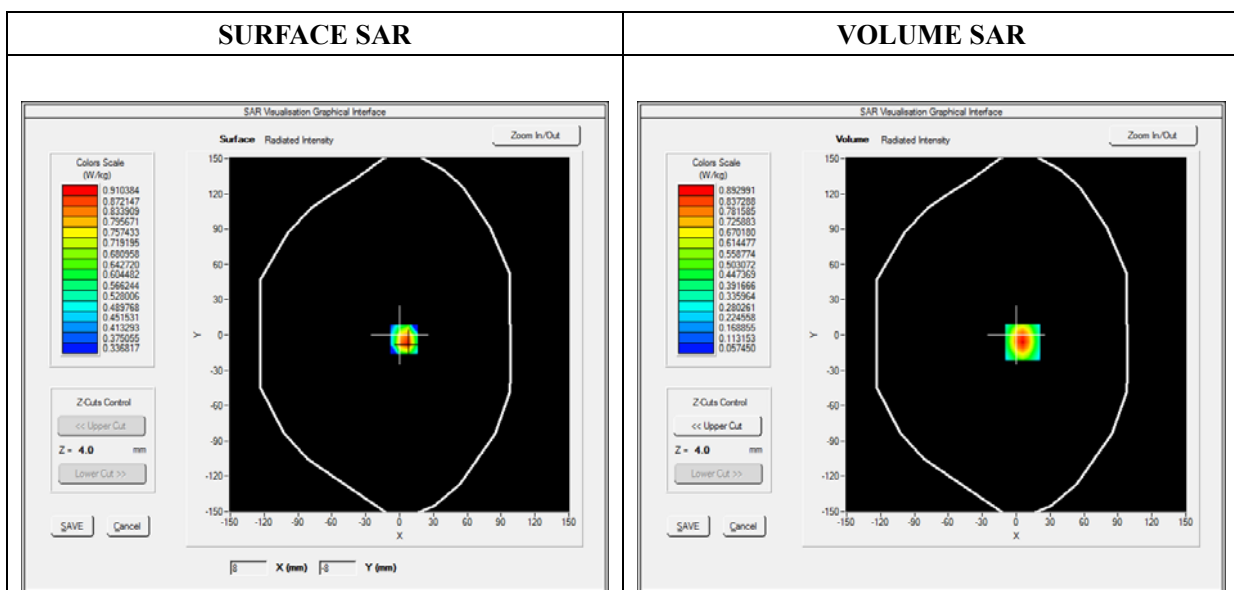 SURFACE SAR
VOLUME SAR
SAR Visualisation Graphical Interface
Surface Radiated Intensity
Zoom In/Out
Colors Scale
(W/kg)
0.910384
0.872147
0.833909
0.795671
0.757433
0.719195
0.680958
0.642720
0.604482
0.566244
0.528006
0.489768
0.451531
0.413293
0.375055
0.336817
150
120
90
60
30
0
-30
-60
-90
-120
-150
Y
-150 -120 -90 -60 -30 0 30 60 90 120 150
X
Z-Cuts Control
<< Upper Cut
Z = 4.0 mm
Lower Cut >>
SAVE Cancel
8 X (mm) -8 Y (mm)
SAR Visualisation Graphical Interface
Volume Radiated Intensity
Zoom In/Out
Colors Scale
(W/kg)
0.892991
0.837288
0.781585
0.725883
0.670180
0.614477
0.558774
0.503072
0.447369
0.391666
0.335964
0.280261
0.224558
0.168855
0.113153
0.057450
150
120
90
60
30
0
-30
-60
-90
-120
-150
Y
-150 -120 -90 -60 -30 0 30 60 90 120 150
X
Z-Cuts Control
<< Upper Cut
Z = 4.0 mm
Lower Cut >>
SAVE Cancel